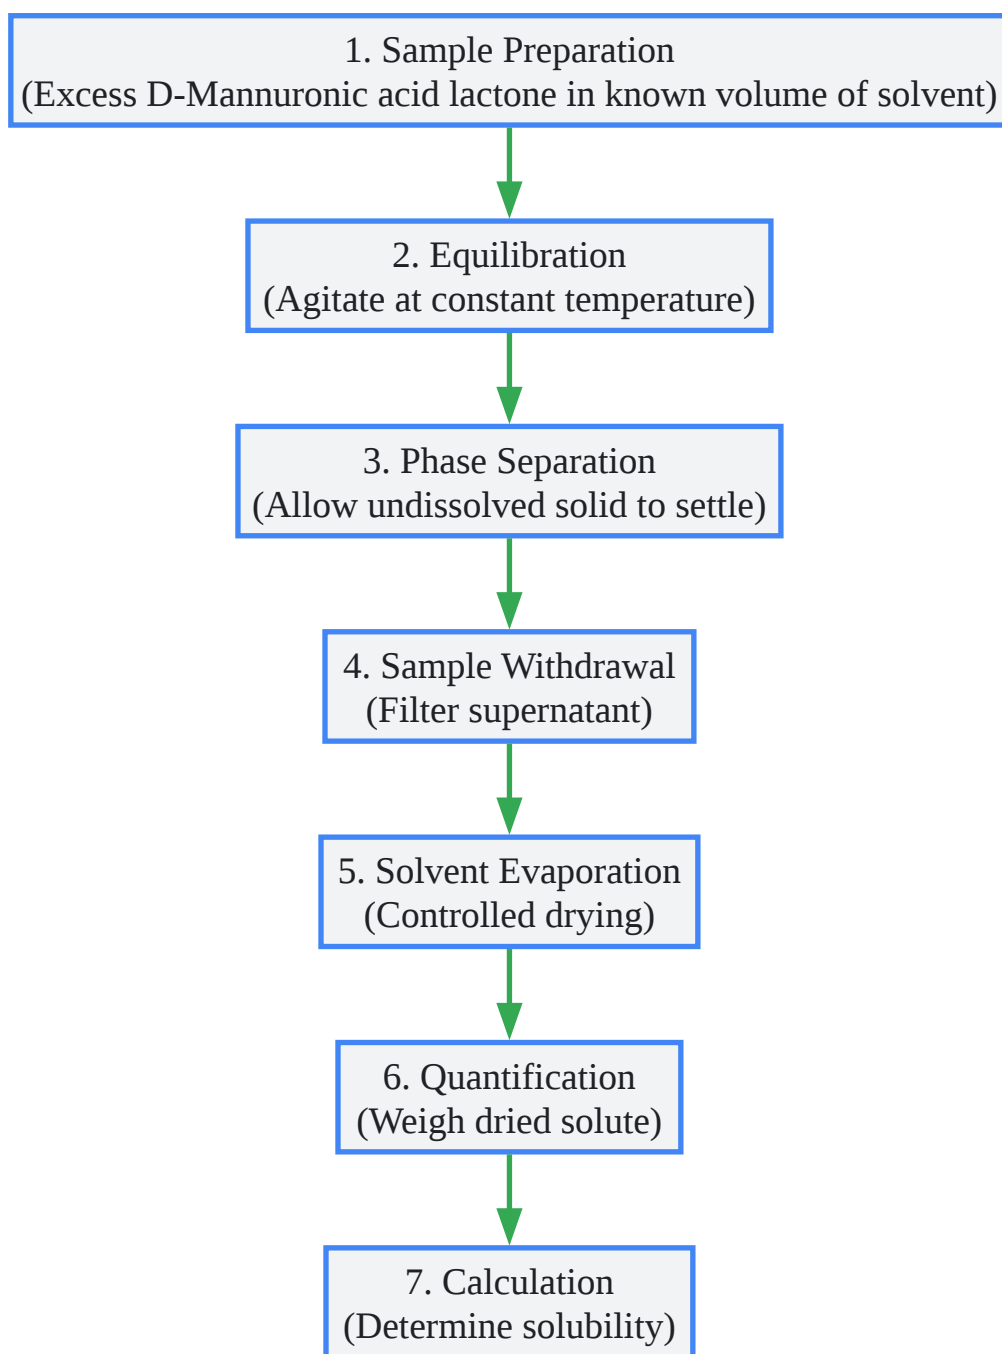 1. Sample Preparation
(Excess D-Mannuronic acid lactone in known volume of solvent)
2. Equilibration
(Agitate at constant temperature)
3. Phase Separation
(Allow undissolved solid to settle)
4. Sample Withdrawal
(Filter supernatant)
5. Solvent Evaporation
(Controlled drying)
6. Quantification
(Weigh dried solute)
7. Calculation
(Determine solubility)